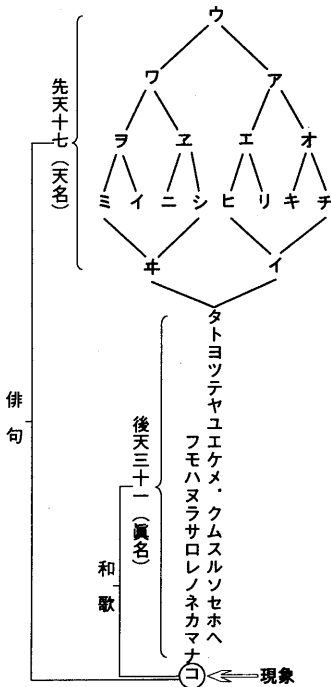 ウ
ワ ア
ヲ ヱ エ オ
ミ イ ニ シ ヒ リ キ チ
ヰ イ
先天十七（天名）
タトヨツテヤユエケメ．クムスルソセホヘ
フモハヌラサロレノネカマナ
後天三十一（眞名）
和歌
俳句
コ
現象